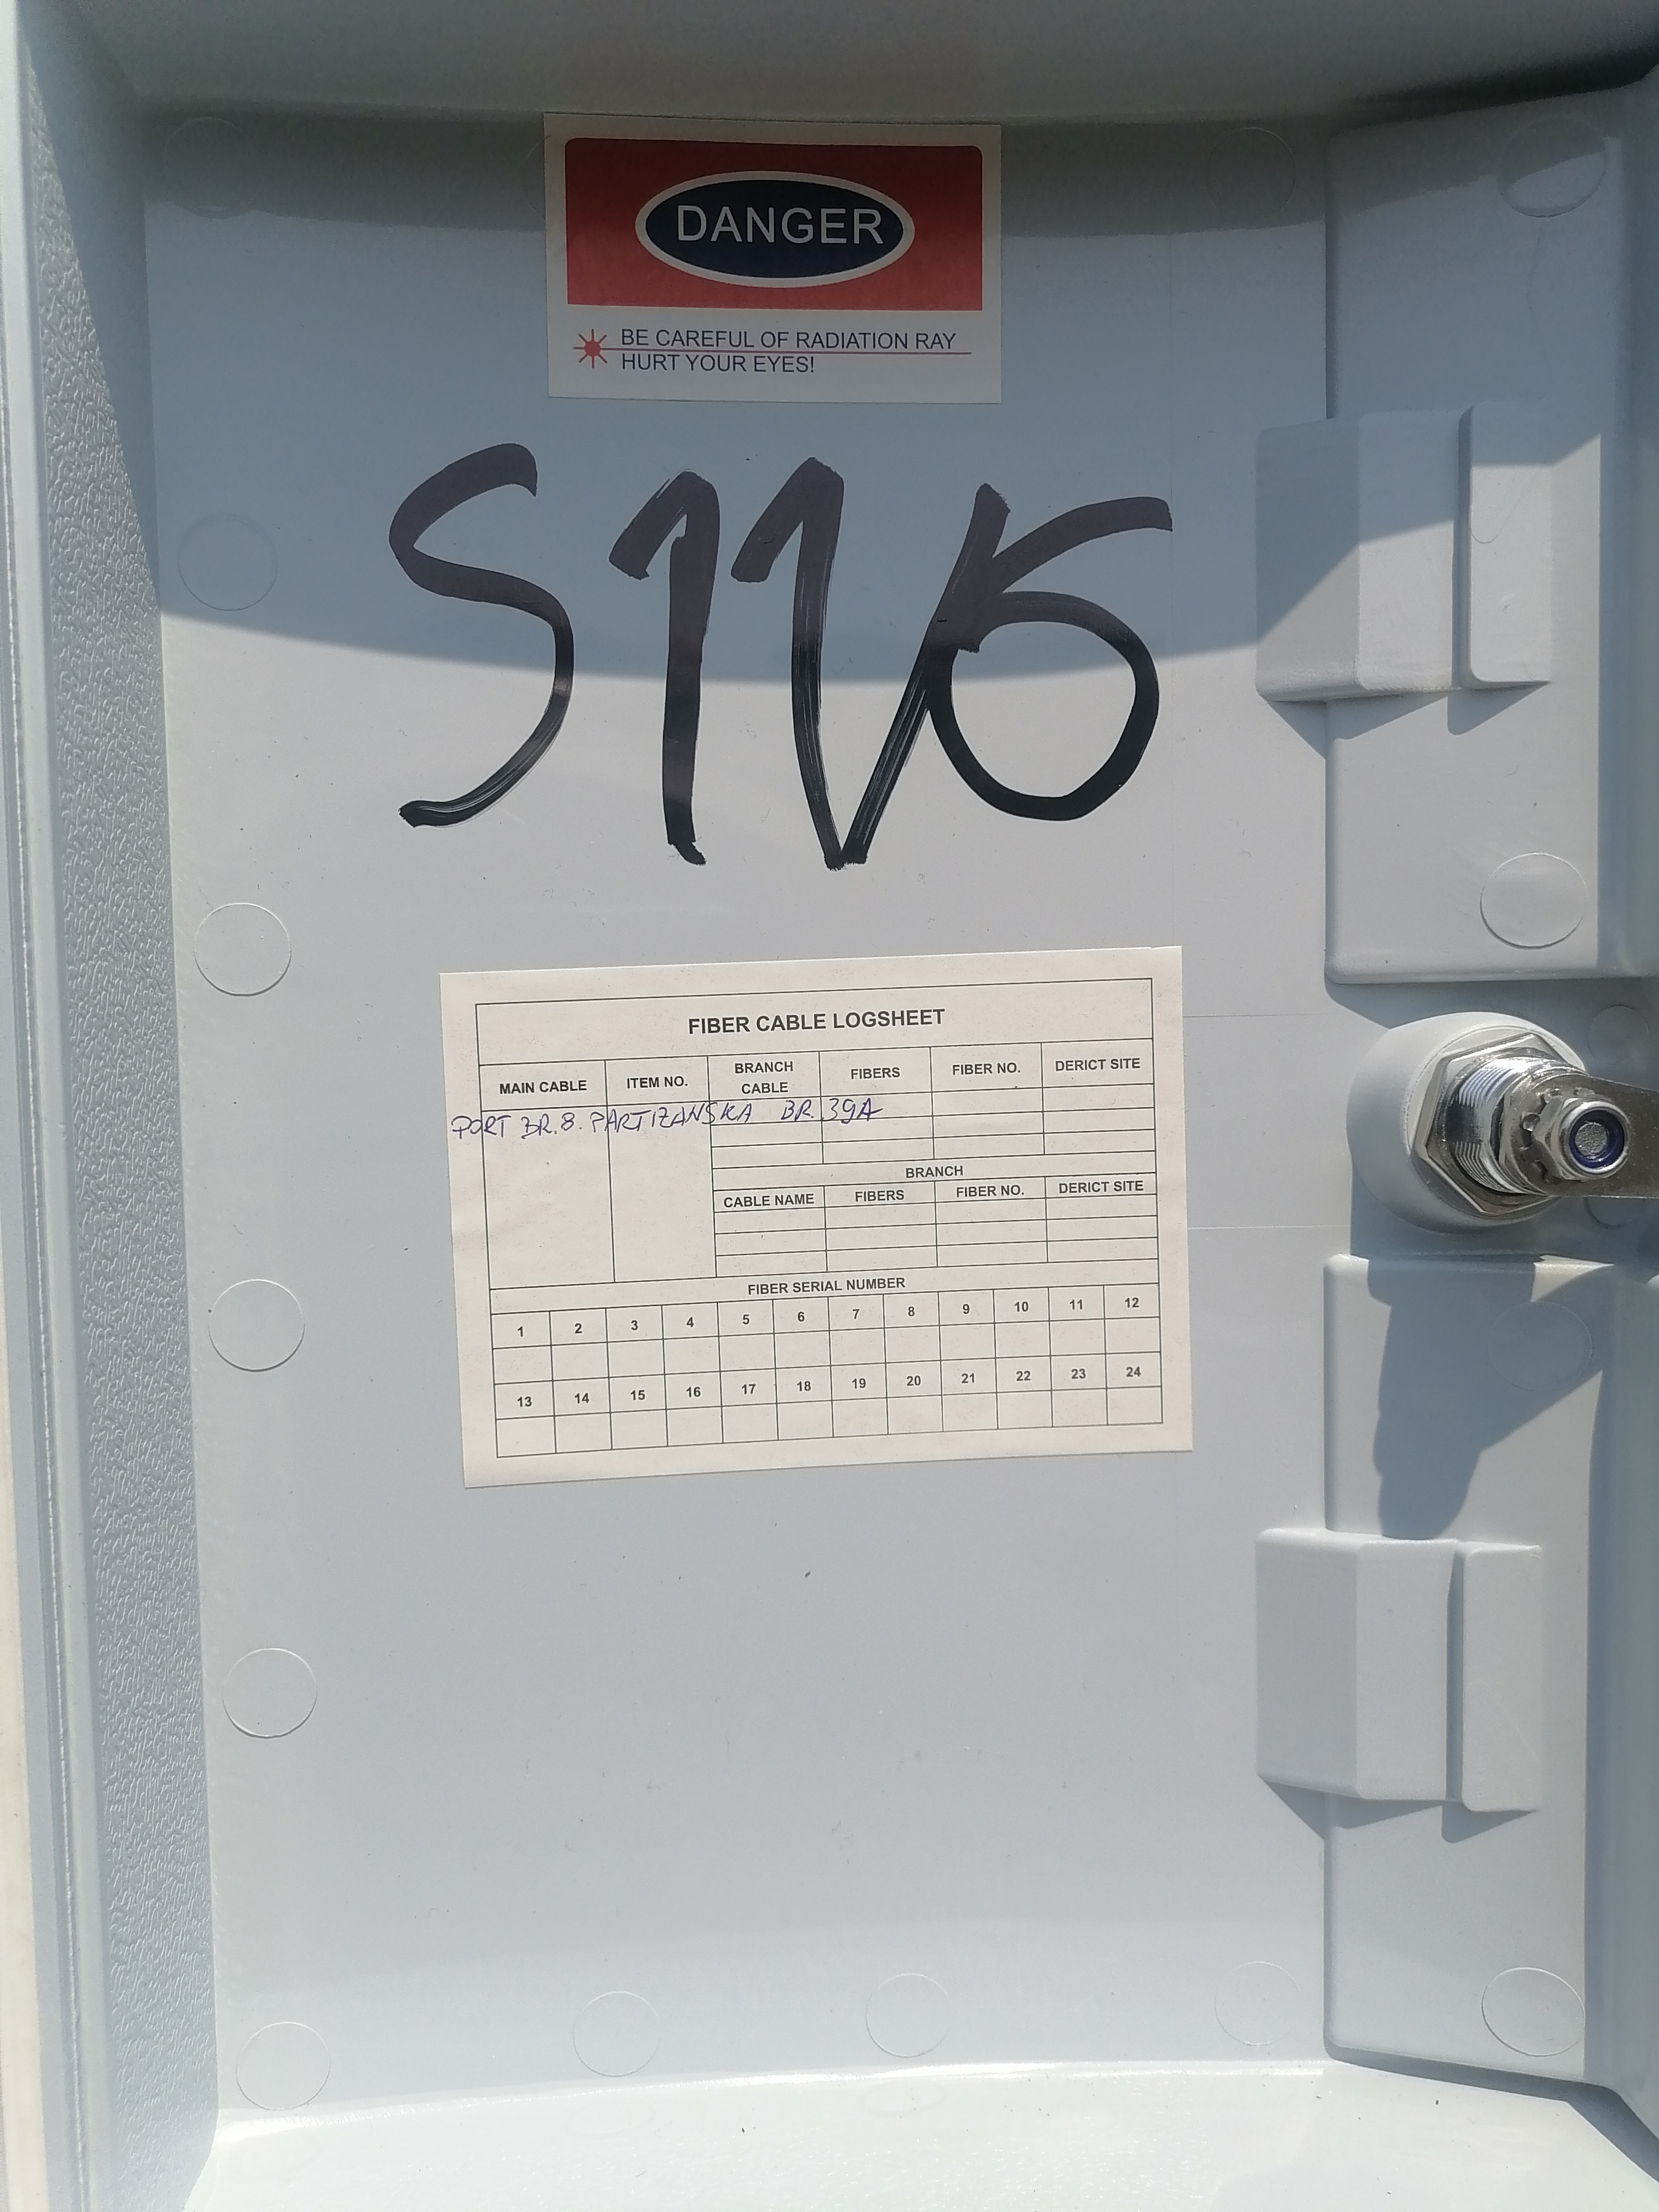 DANGER
BE CAREFUL OF RADIATION RAY
HURT YOUR EYES!
FIBER CABLE LOGSHEET
MAIN CABLE ITEM NO. BRANCH CABLE FIBERS FIBER NO. DERICT SITE
PORT BR.8. PARTIZANSKA BR. 39A
BRANCH
CABLE NAME FIBERS FIBER NO. DERICT SITE
FIBER SERIAL NUMBER
1 2 3 4 5 6 7 8 9 10 11 12
13 14 15 16 17 18 19 20 21 22 23 24